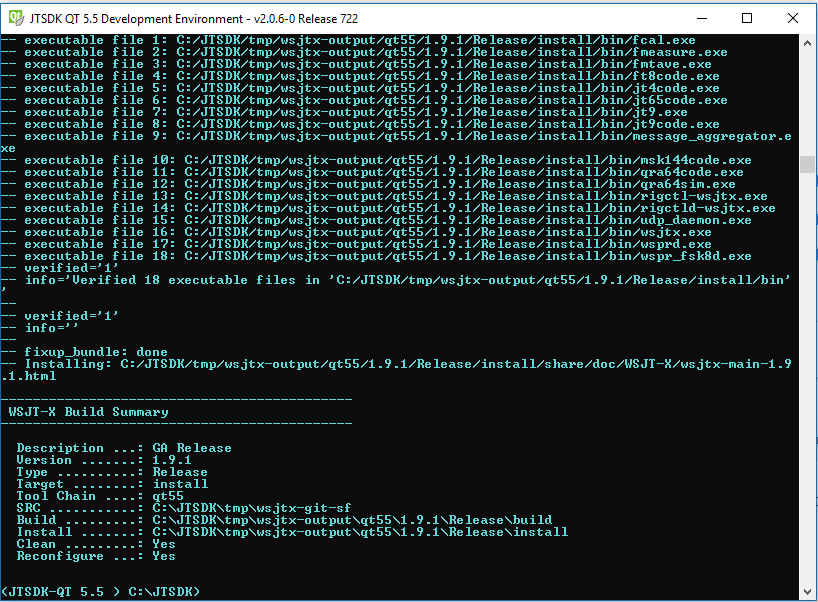 JTSDK QT 5.5 Development Environment - v2.0.6-0 Release 722
-- executable file 1: C:/JTSDK/tmp/wsjtx-output/qt55/1.9.1/Release/install/bin/fcal.exe
-- executable file 2: C:/JTSDK/tmp/wsjtx-output/qt55/1.9.1/Release/install/bin/fmeasure.exe
-- executable file 3: C:/JTSDK/tmp/wsjtx-output/qt55/1.9.1/Release/install/bin/fmtave.exe
-- executable file 4: C:/JTSDK/tmp/wsjtx-output/qt55/1.9.1/Release/install/bin/ft8code.exe
-- executable file 5: C:/JTSDK/tmp/wsjtx-output/qt55/1.9.1/Release/install/bin/jt4code.exe
-- executable file 6: C:/JTSDK/tmp/wsjtx-output/qt55/1.9.1/Release/install/bin/jt65code.exe
-- executable file 7: C:/JTSDK/tmp/wsjtx-output/qt55/1.9.1/Release/install/bin/jt9.exe
-- executable file 8: C:/JTSDK/tmp/wsjtx-output/qt55/1.9.1/Release/install/bin/jt9code.exe
-- executable file 9: C:/JTSDK/tmp/wsjtx-output/qt55/1.9.1/Release/install/bin/message_aggregator.e
xe
-- executable file 10: C:/JTSDK/tmp/wsjtx-output/qt55/1.9.1/Release/install/bin/msk144code.exe
-- executable file 11: C:/JTSDK/tmp/wsjtx-output/qt55/1.9.1/Release/install/bin/qra64code.exe
-- executable file 12: C:/JTSDK/tmp/wsjtx-output/qt55/1.9.1/Release/install/bin/qra64sim.exe
-- executable file 13: C:/JTSDK/tmp/wsjtx-output/qt55/1.9.1/Release/install/bin/rigctl-wsjtx.exe
-- executable file 14: C:/JTSDK/tmp/wsjtx-output/qt55/1.9.1/Release/install/bin/rigctld-wsjtx.exe
-- executable file 15: C:/JTSDK/tmp/wsjtx-output/qt55/1.9.1/Release/install/bin/udp_daemon.exe
-- executable file 16: C:/JTSDK/tmp/wsjtx-output/qt55/1.9.1/Release/install/bin/wsjtx.exe
-- executable file 17: C:/JTSDK/tmp/wsjtx-output/qt55/1.9.1/Release/install/bin/wsprd.exe
-- executable file 18: C:/JTSDK/tmp/wsjtx-output/qt55/1.9.1/Release/install/bin/wspr_fsk8d.exe
-- verified='1'
-- info='Verified 18 executable files in 'C:/JTSDK/tmp/wsjtx-output/qt55/1.9.1/Release/install/bin'
'
--
-- verified='1'
-- info=''
--
-- fixup_bundle: done
-- Installing: C:/JTSDK/tmp/wsjtx-output/qt55/1.9.1/Release/install/share/doc/WSJT-X/wsjtx-main-1.9
.1.html
-------------------------------------------
WSJT-X Build Summary
-------------------------------------------
Description ...: GA Release
Version .......: 1.9.1
Type ..........: Release
Target ........: install
Tool Chain ....: qt55
SRC ...........: C:\JTSDK\tmp\wsjtx-git-sf
Build .........: C:\JTSDK\tmp\wsjtx-output\qt55\1.9.1\Release\build
Install .......: C:\JTSDK\tmp\wsjtx-output\qt55\1.9.1\Release\install
Clean .........: Yes
Reconfigure ...: Yes
(JTSDK-QT 5.5 ) C:\JTSDK>